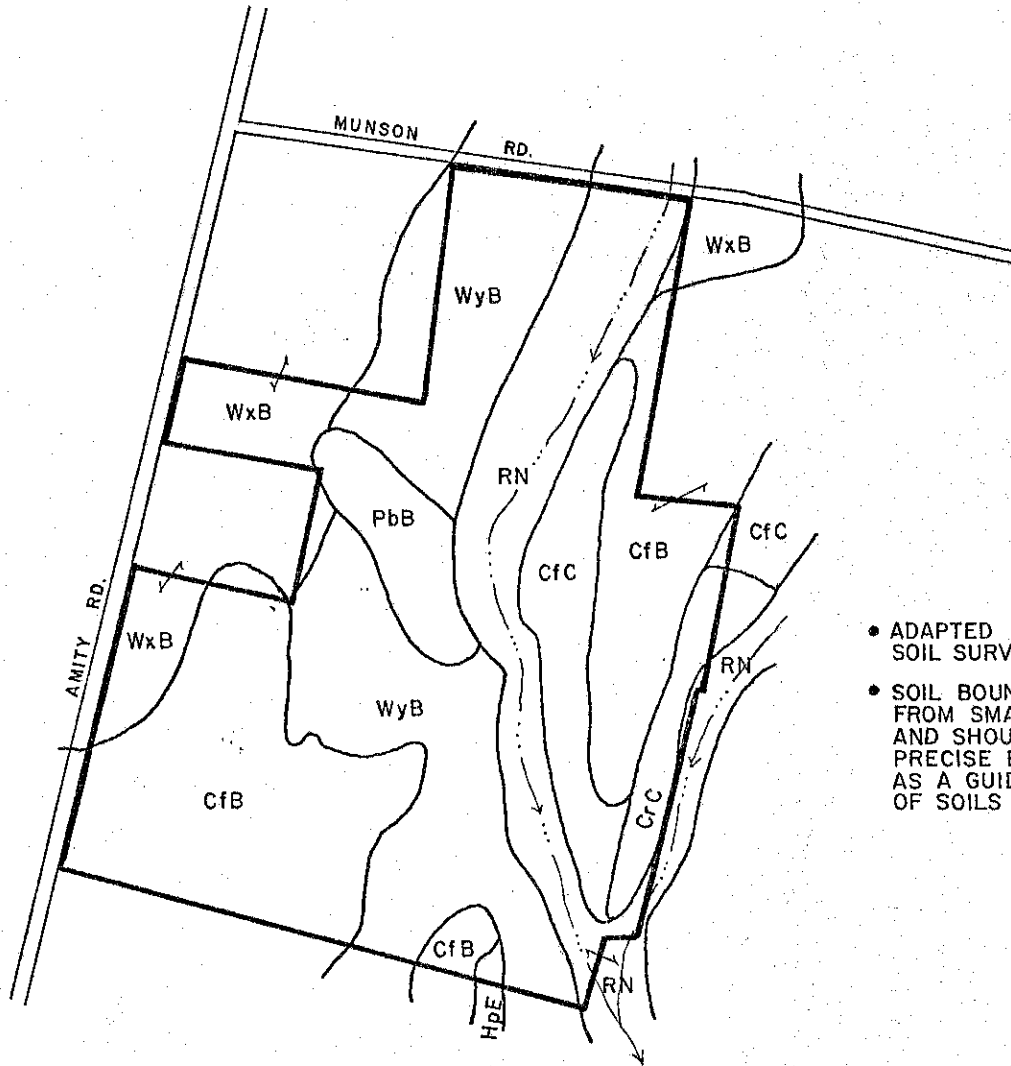 MUNSON RD.
WxB
WyB
WxB
RN
PbB
CfB
CfC
CfC
AMITY RD.
WxB
RN
WyB
CfB
CrC
CfB
HpE
RN
• ADAPTED
SOIL SURV
• SOIL BOUN
FROM SMA
AND SHOU
PRECISE
AS A GUID
OF SOILS